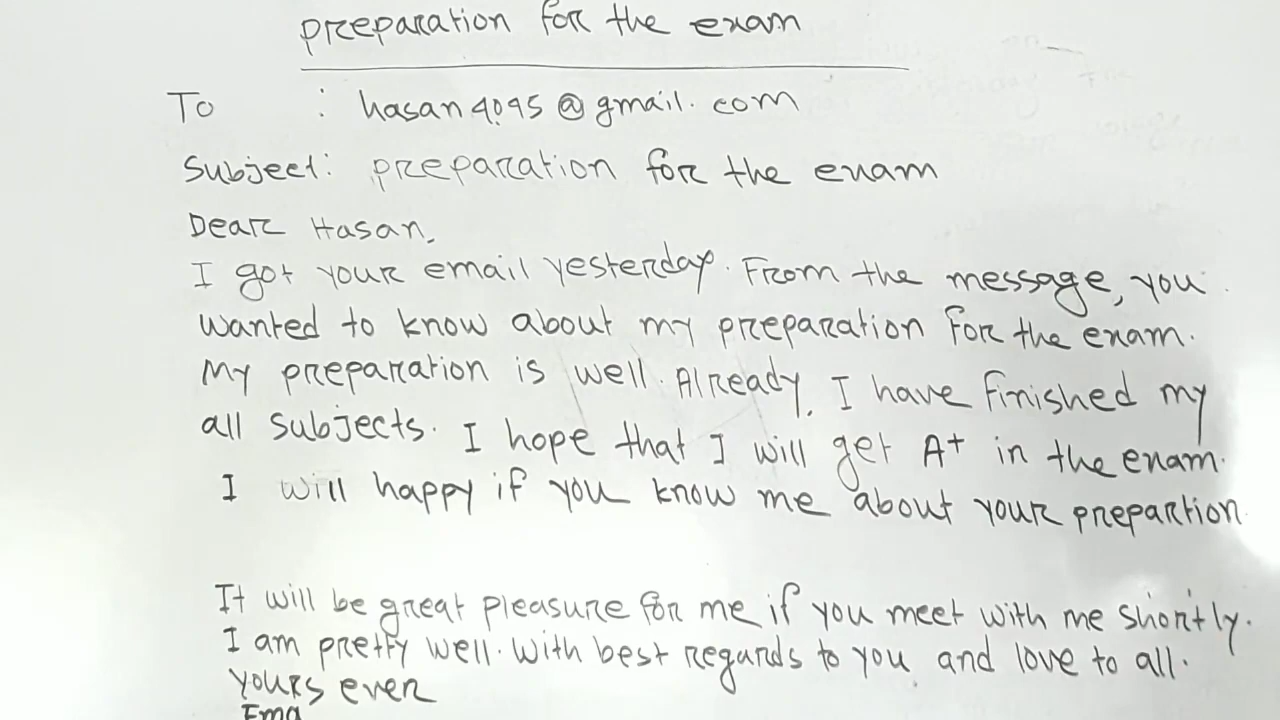 preparation for the exam
To : hasan4095@gmail.com
Subject: preparation for the exam
Dear Hasan,
I got your email yesterday. From the message, you
wanted to know about my preparation for the exam.
My preparation is well. Already, I have finished my
all subjects. I hope that I will get A+ in the exam.
I will happy if you know me about your prepartion.
It will be great pleasure for me if you meet with me shortly.
I am pretty well. With best regards to you and love to all.
Yours ever
Ema